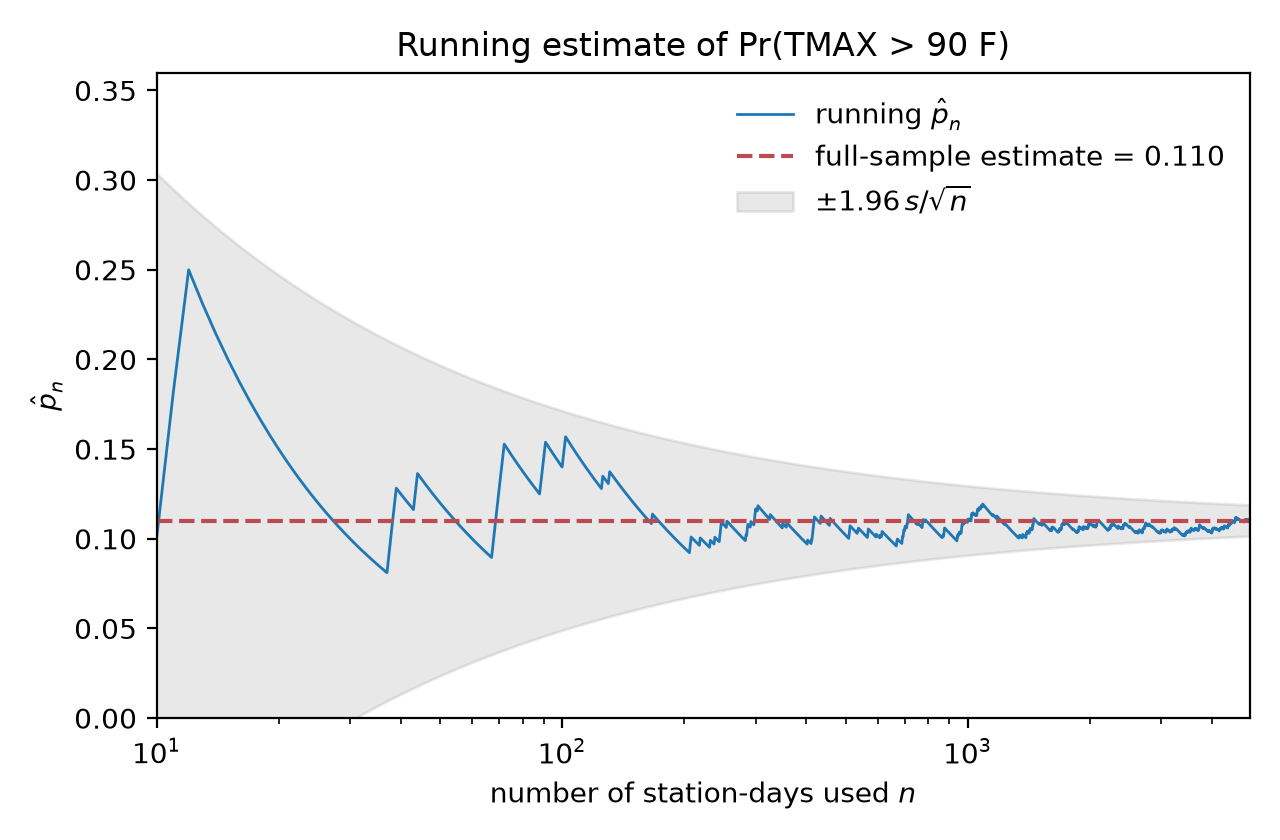 Running estimate of Pr(TMAX > 90 F)
running p̂ₙ
full-sample estimate = 0.110
±1.96 s/√n
0.35
0.30
0.25
0.20
0.15
0.10
0.05
0.00
p̂ₙ
10¹ 10² 10³
number of station-days used n